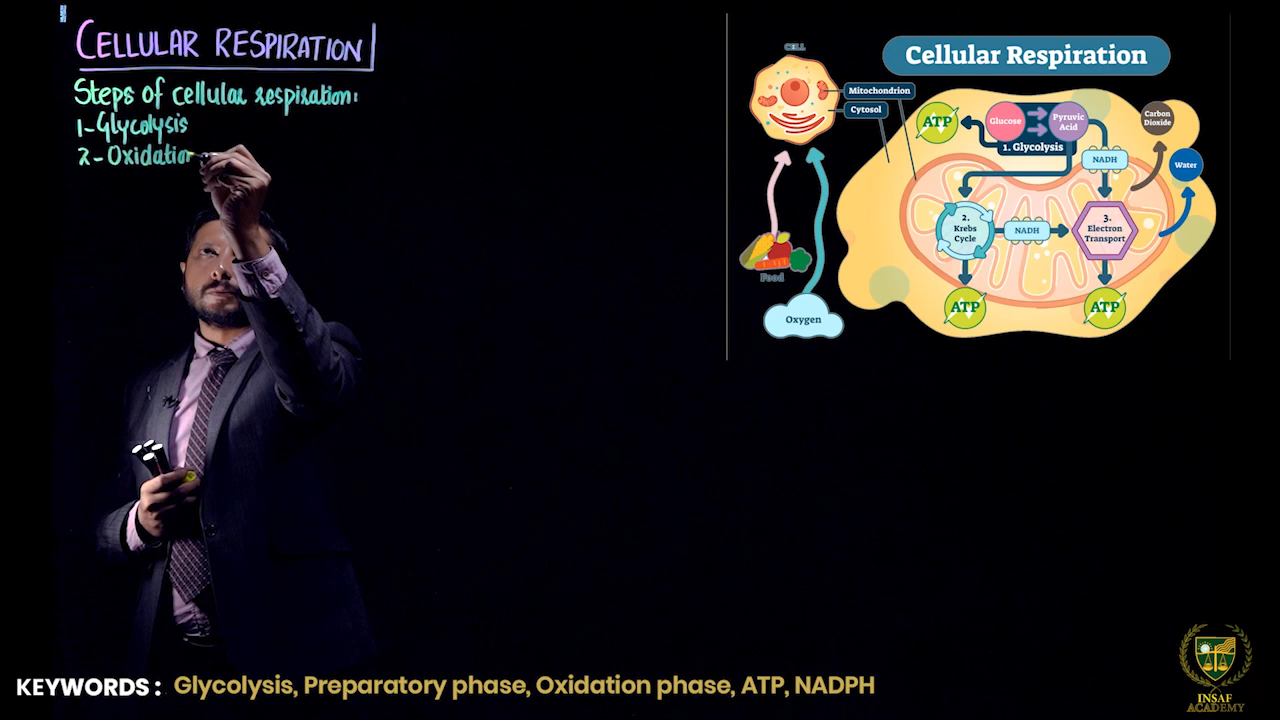 CELLULAR RESPIRATION
Steps of cellular respiration:
1-Glycolysis
2-Oxidation
CELL
Cellular Respiration
Mitochondrion
Cytosol
ATP
Glucose
Pyruvic
Acid
1. Glycolysis
Carbon
Dioxide
NADH
Water
2.
Krebs
Cycle
NADH
3.
Electron
Transport
Food
ATP
ATP
Oxygen
KEYWORDS : Glycolysis, Preparatory phase, Oxidation phase, ATP, NADPH
INSAF
ACADEMY